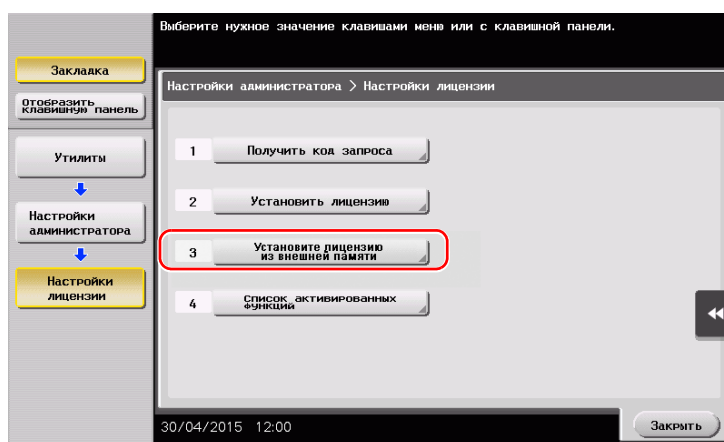 Выберите нужное значение клавишами меню или с клавишной панели.
Закладка
Отобразить
клавишную панель
Утилиты
Настройки
администратора
Настройки
лицензии
Настройки администратора > Настройки лицензии
1 Получить код запроса
2 Установить лицензию
3 Установите лицензию
из внешней памяти
4 Список активированных
функций
30/04/2015 12:00
Закрыть